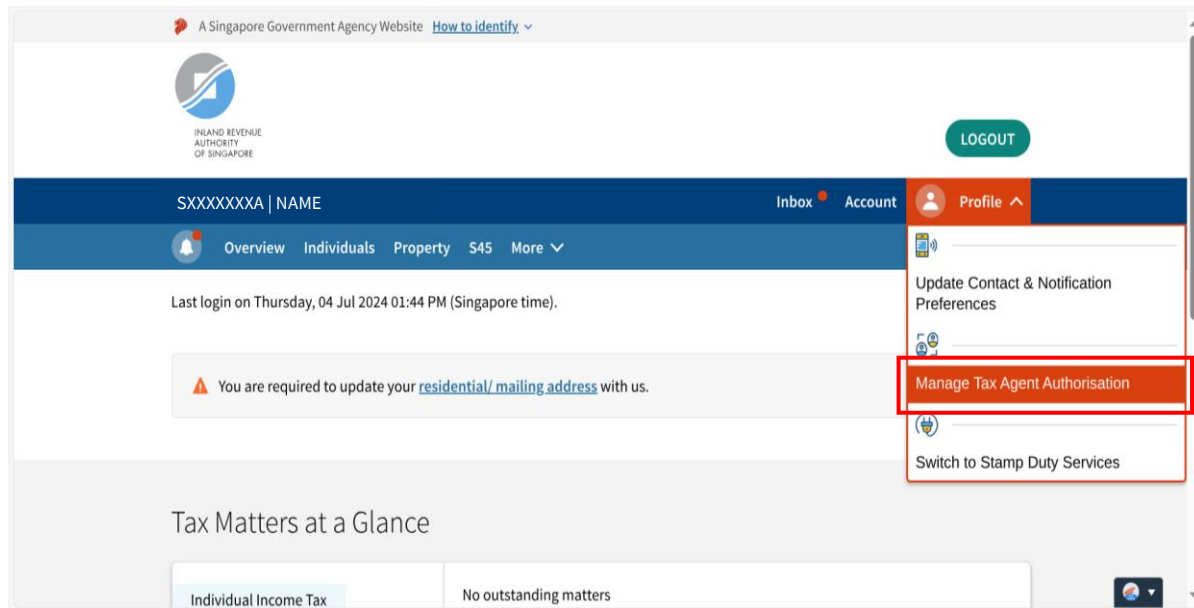 A Singapore Government Agency Website How to identify
INLAND REVENUE
AUTHORITY
OF SINGAPORE
LOGOUT
SXXXXXXXA | NAME
Inbox Account Profile
Overview Individuals Property S45 More
Update Contact & Notification
Preferences
Last login on Thursday, 04 Jul 2024 01:44 PM (Singapore time).
You are required to update your residential/ mailing address with us.
Manage Tax Agent Authorisation
Switch to Stamp Duty Services
Tax Matters at a Glance
Individual Income Tax
No outstanding matters